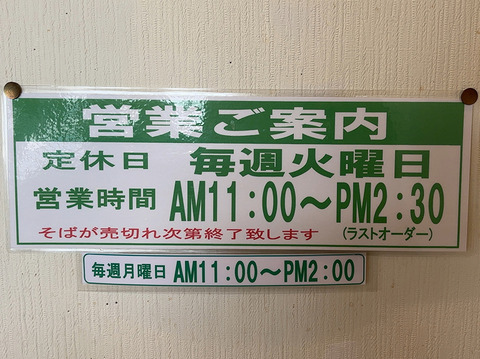 営業ご案内
定休日 毎週火曜日
営業時間 AM11:00～PM2:30
そばが売切れ次第終了致します (ラストオーダー)
毎週月曜日 AM11:00～PM2:00